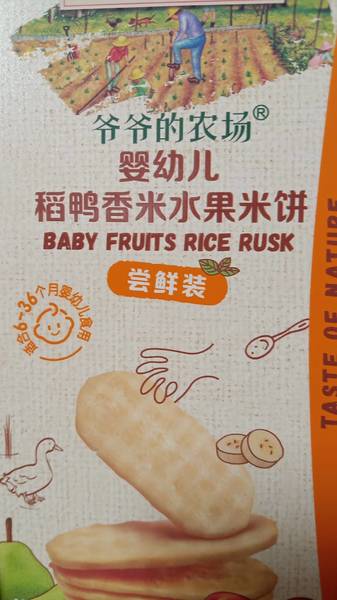 爷爷的农场®
婴幼儿
稻鸭香米水果米饼
BABY FRUITS RICE RUSK
尝鲜装
适合6-36个月婴幼儿食用
TASTE OF NATURE